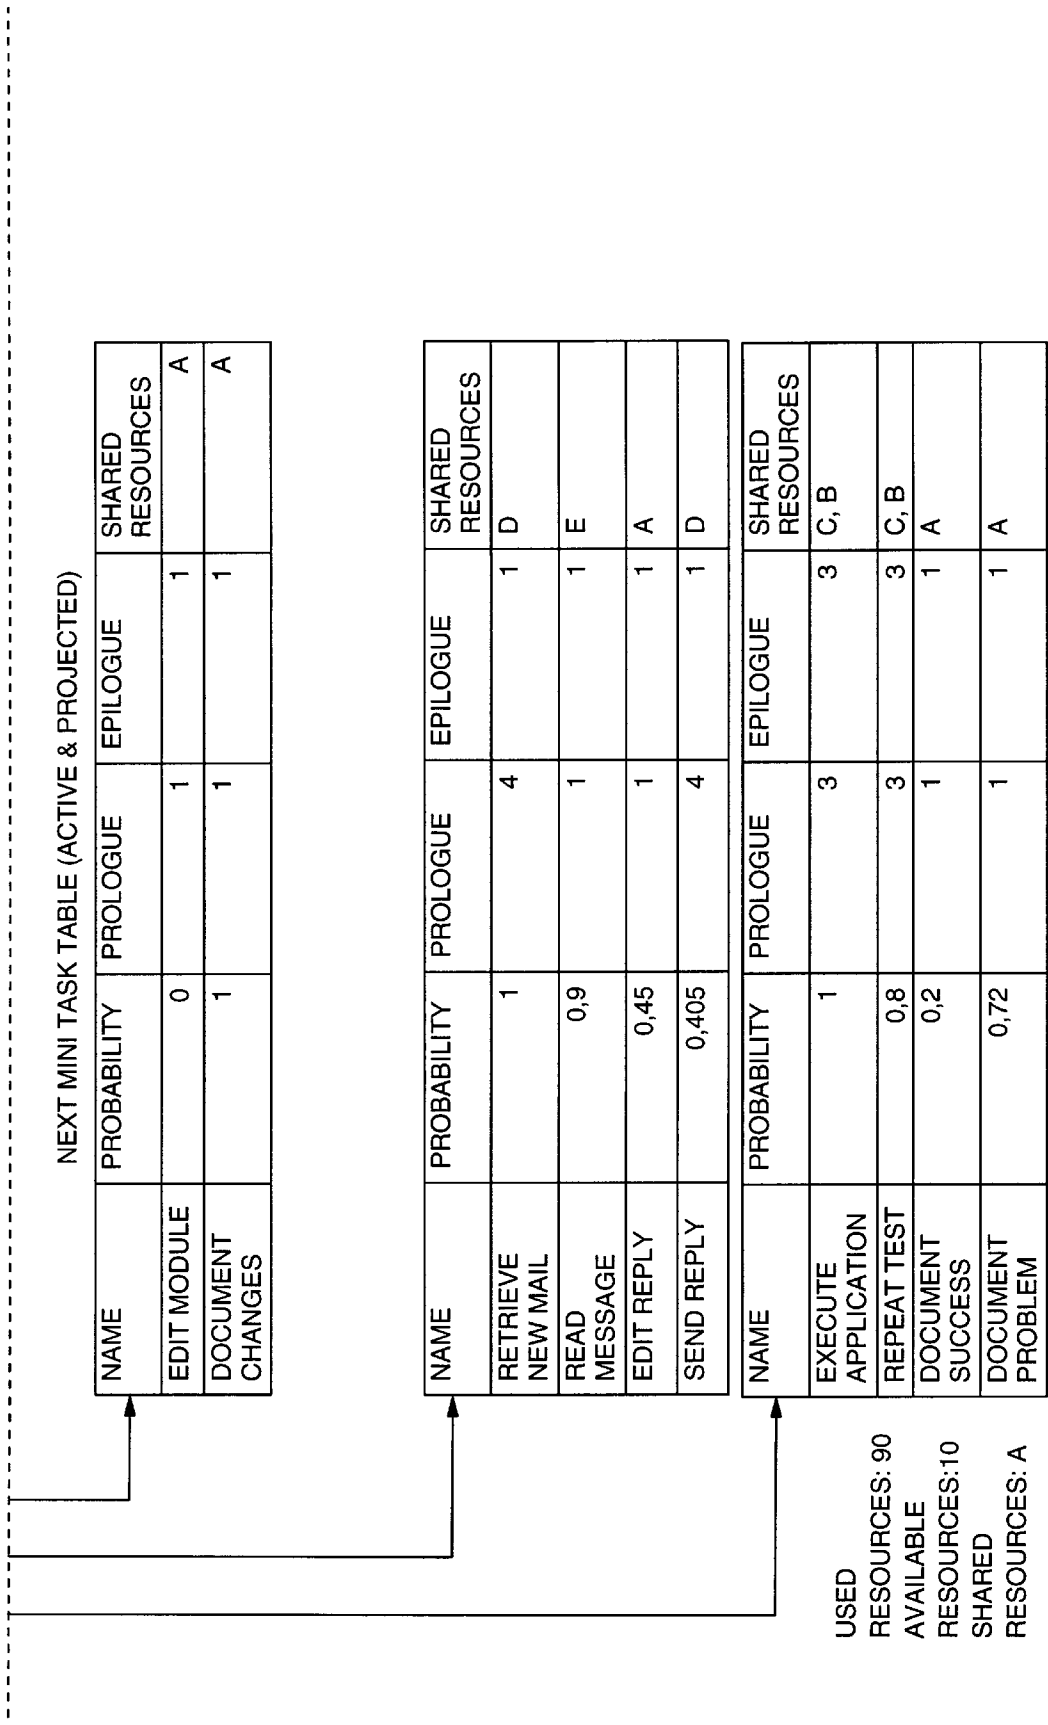 NEXT MINI TASK TABLE (ACTIVE & PROJECTED)
NAME PROBABILITY PROLOGUE EPILOGUE SHARED
RESOURCES
EDIT MODULE 0 1 1 A
DOCUMENT 1 1 1 A
CHANGES
NAME PROBABILITY PROLOGUE EPILOGUE SHARED
RESOURCES
RETRIEVE 1 4 1 D
NEW MAIL
READ 0,9 1 1 E
MESSAGE
EDIT REPLY 0,45 1 1 A
SEND REPLY 0,405 4 1 D
NAME PROBABILITY PROLOGUE EPILOGUE SHARED
RESOURCES
EXECUTE 1 3 3 C, B
APPLICATION
REPEAT TEST 0,8 3 3 C, B
DOCUMENT 0,2 1 1 A
SUCCESS
DOCUMENT 0,72 1 1 A
PROBLEM
USED
RESOURCES: 90
AVAILABLE
RESOURCES:10
SHARED
RESOURCES: A